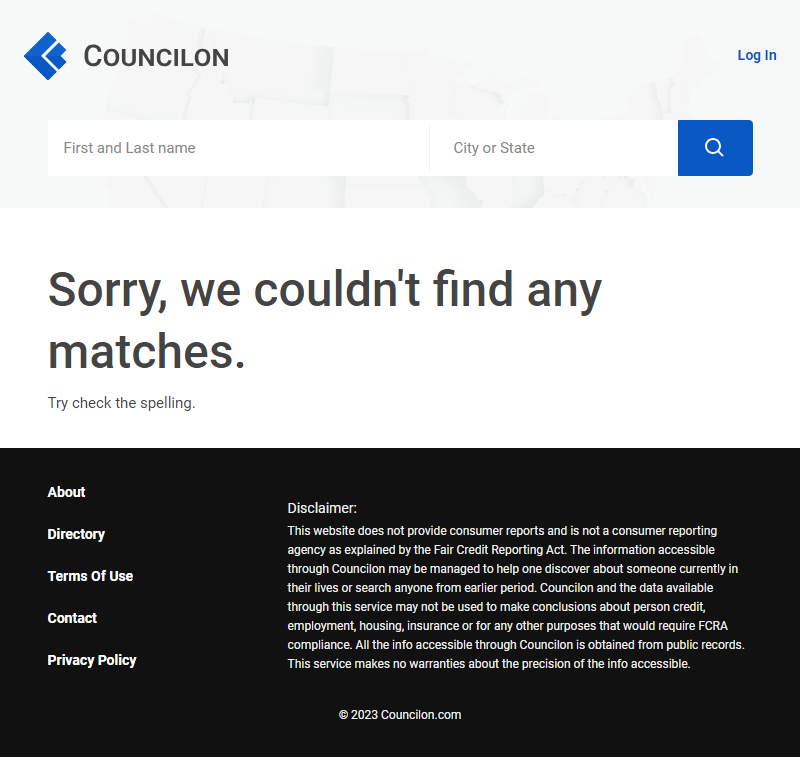 COUNCILON
Log In
First and Last name
City or State
Sorry, we couldn't find any
matches.
Try check the spelling.
About
Directory
Terms Of Use
Contact
Privacy Policy
Disclaimer:
This website does not provide consumer reports and is not a consumer reporting
agency as explained by the Fair Credit Reporting Act. The information accessible
through Councilon may be managed to help one discover about someone currently in
their lives or search anyone from earlier period. Councilon and the data available
through this service may not be used to make conclusions about person credit,
employment, housing, insurance or for any other purposes that would require FCRA
compliance. All the info accessible through Councilon is obtained from public records.
This service makes no warranties about the precision of the info accessible.
© 2023 Councilon.com